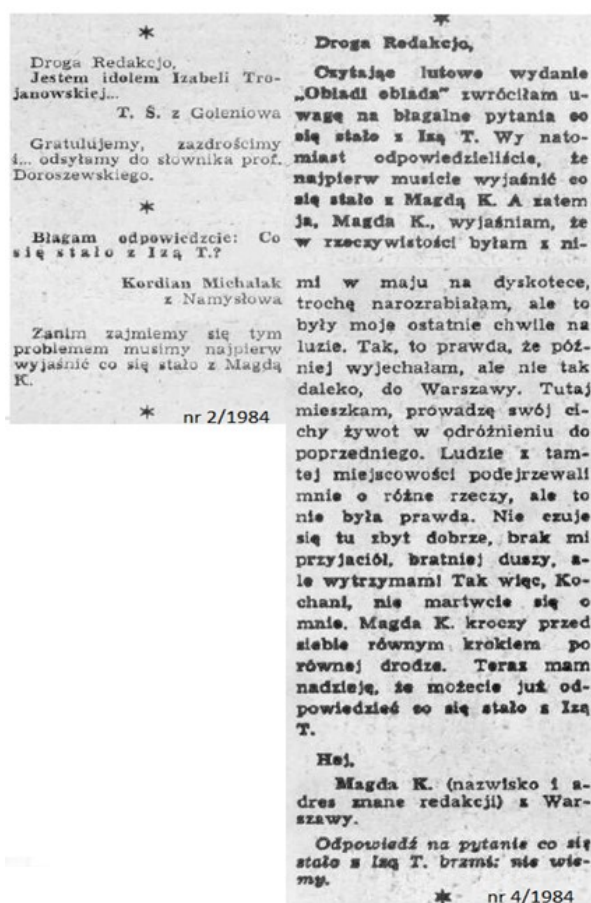 *
Droga Redakcjo,
Jestem idolem Izabeli Tro-
janowskiej...
T. Ś. z Goleniowa
Gratulujemy, zazdrościmy
i... odsyłamy do słownika prof.
Doroszewskiego.
*
Błagam odpowiedzcie: Co
się stało z Izą T.?
Kordian Michalak
z Namysłowa
Zanim zajmiemy się tym
problemem musimy najpierw
wyjaśnić co się stało z Magdą
K.
*
nr 2/1984
*
Droga Redakcjo,
Czytając lutowe wydanie
„Obladi oblada” zwróciłam u-
wagę na błagalne pytania co
się stało z Izą T. Wy nato-
miast odpowiedzieliście, że
najpierw musicie wyjaśnić co
się stało z Magdą K. A zatem
ja, Magda K., wyjaśniam, że
w rzeczywistości byłam z ni-
mi w maju na dyskotece,
trochę narozrabiałam, ale to
były moje ostatnie chwile na
luzie. Tak, to prawda, że póź-
niej wyjechałam, ale nie tak
daleko, do Warszawy. Tutaj
mieszkam, prowadzę swój ci-
chy żywot w odróżnieniu do
poprzedniego. Ludzie z tam-
tej miejscowości podejrzewali
mnie o różne rzeczy, ale to
nie była prawda. Nie czuje
się tu zbyt dobrze, brak mi
przyjaciół, bratniej duszy, a-
le wytrzymam! Tak więc, Ko-
chani, nie martwcie się o
mnie. Magda K. kroczy przed
siebie równym krokiem po
równej drodze. Teraz mam
nadzieję, że możecie już od-
powiedzieć co się stało z Izą
T.
Hej,
Magda K. (nazwisko i a-
dres znane redakcji) z War-
szawy.
Odpowiedź na pytanie co się
stało z Izą T. brzmi: nie wie-
my.
*
nr 4/1984